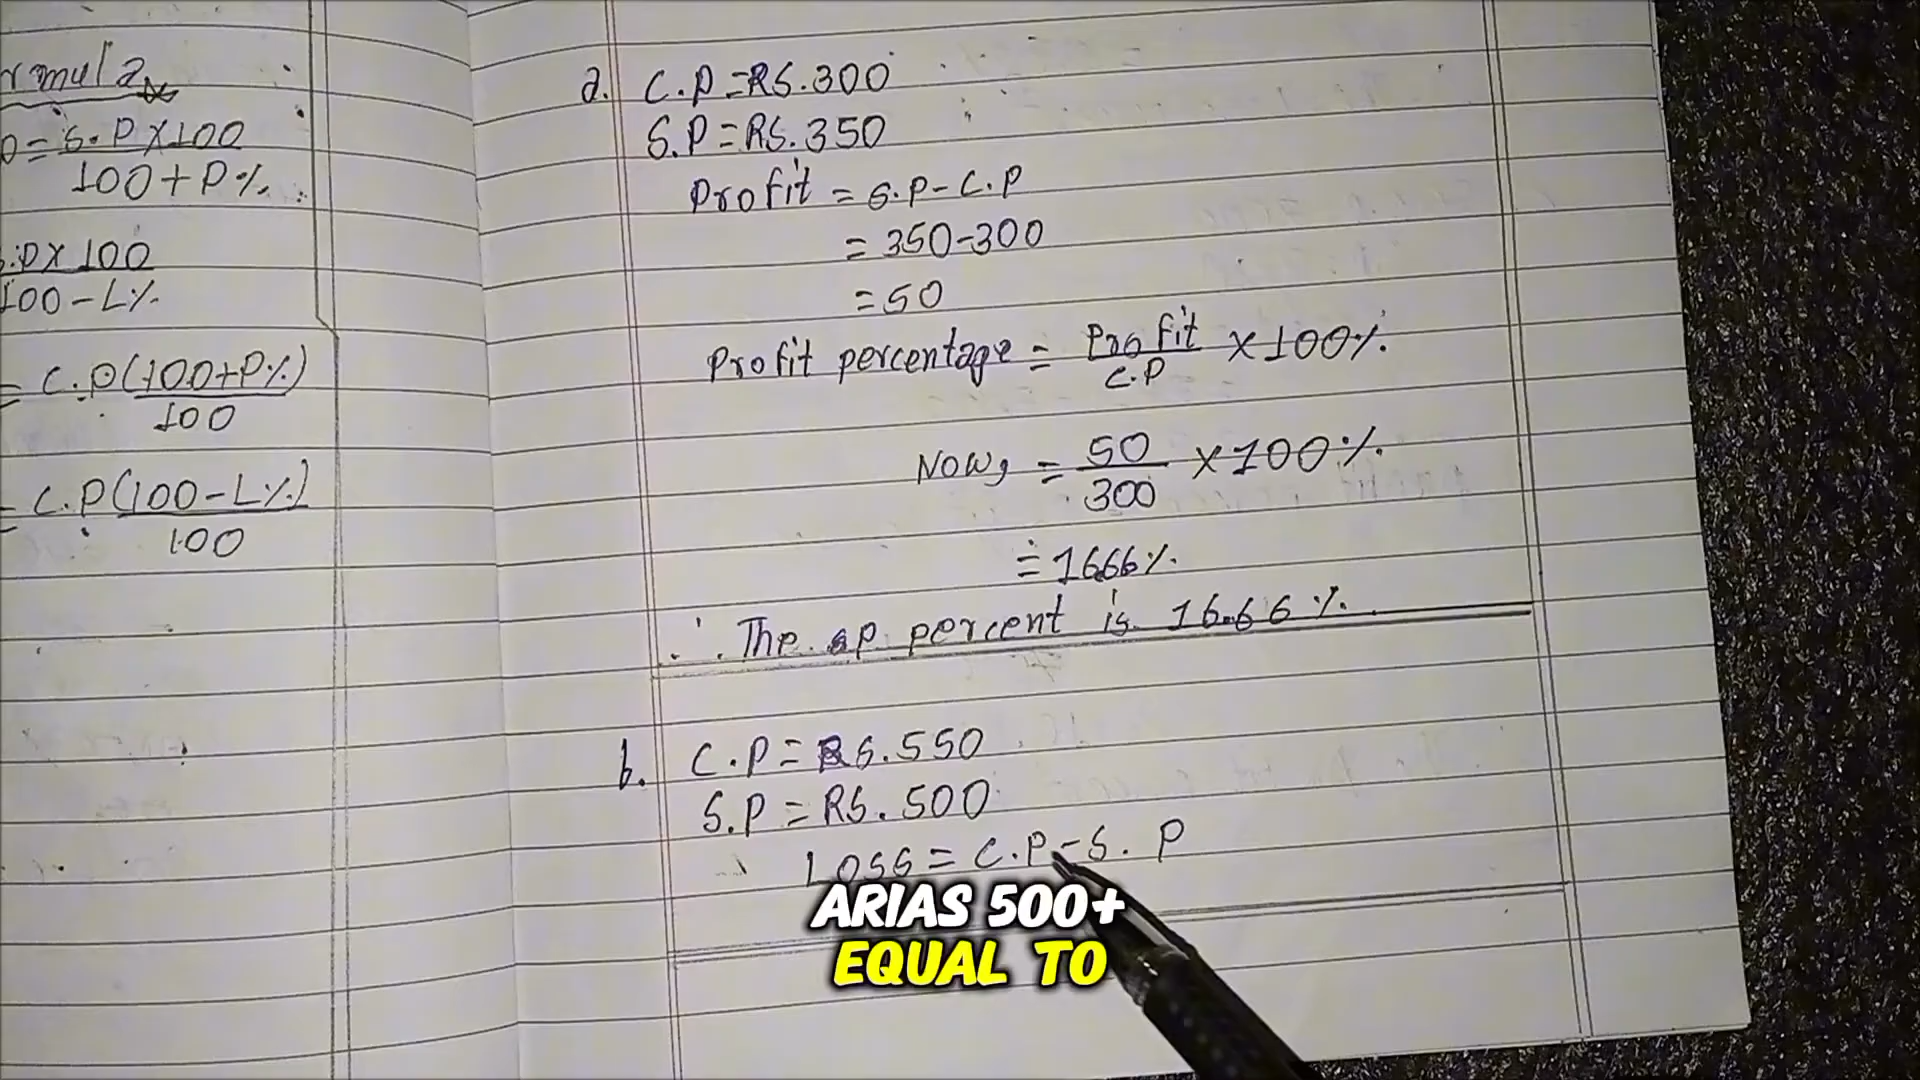 rmula
= S.P X 100
100 + P%
S.P X 100
100 - L%
= C.P(100+P%)
100
= C.P(100-L%)
100
a. C.P = RS.300
S.P = RS.350
Profit = S.P - C.P
= 350-300
= 50
Profit percentage = Profit × 100%
C.P
Now, = 50 × 100%
300
= 1666%
∴ The p percent is 16.66%.
b. C.P = RS.550
S.P = RS.500
Loss = C.P - S.P
ARIAS 500+
EQUAL TO